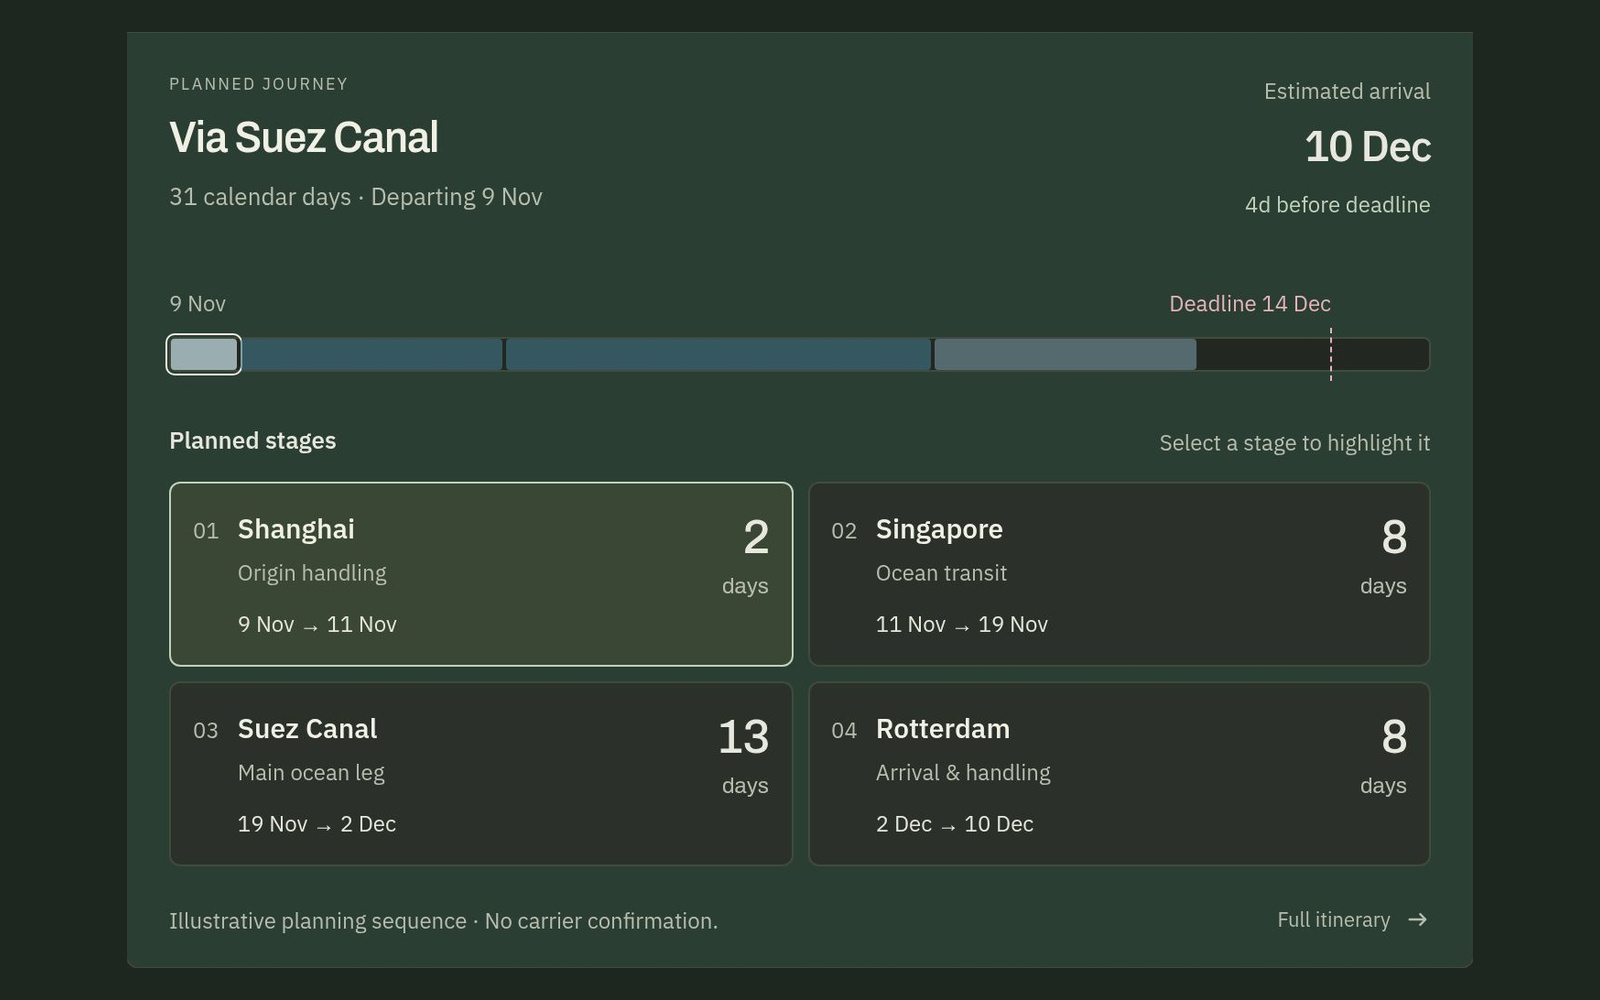 PLANNED JOURNEY
Via Suez Canal
31 calendar days · Departing 9 Nov
Estimated arrival
10 Dec
4d before deadline
9 Nov
Deadline 14 Dec
Planned stages
Select a stage to highlight it
01 Shanghai
Origin handling
9 Nov → 11 Nov
2
days
02 Singapore
Ocean transit
11 Nov → 19 Nov
8
days
03 Suez Canal
Main ocean leg
19 Nov → 2 Dec
13
days
04 Rotterdam
Arrival & handling
2 Dec → 10 Dec
8
days
Illustrative planning sequence · No carrier confirmation.
Full itinerary →